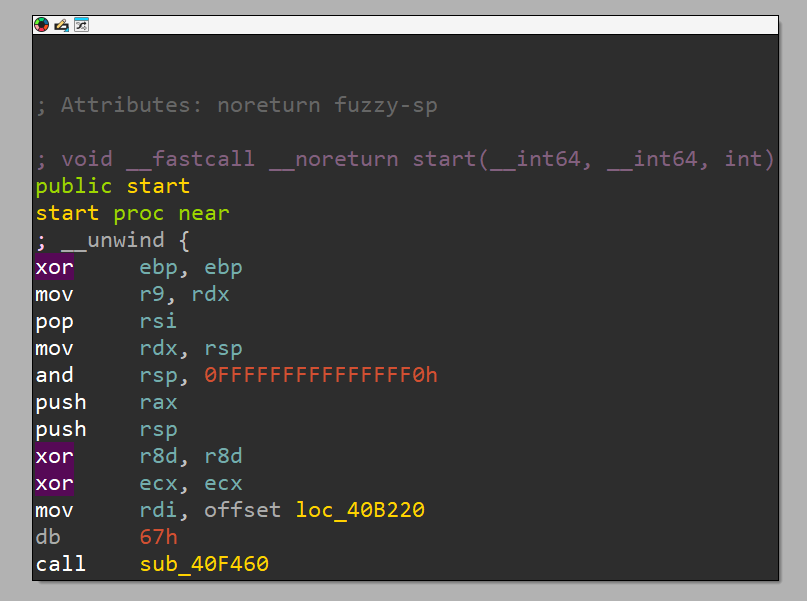 ; Attributes: noreturn fuzzy-sp
; void __fastcall __noreturn start(__int64, __int64, int)
public start
start proc near
; __unwind {
xor ebp, ebp
mov r9, rdx
pop rsi
mov rdx, rsp
and rsp, 0FFFFFFFFFFFFFFF0h
push rax
push rsp
xor r8d, r8d
xor ecx, ecx
mov rdi, offset loc_40B220
db 67h
call sub_40F460